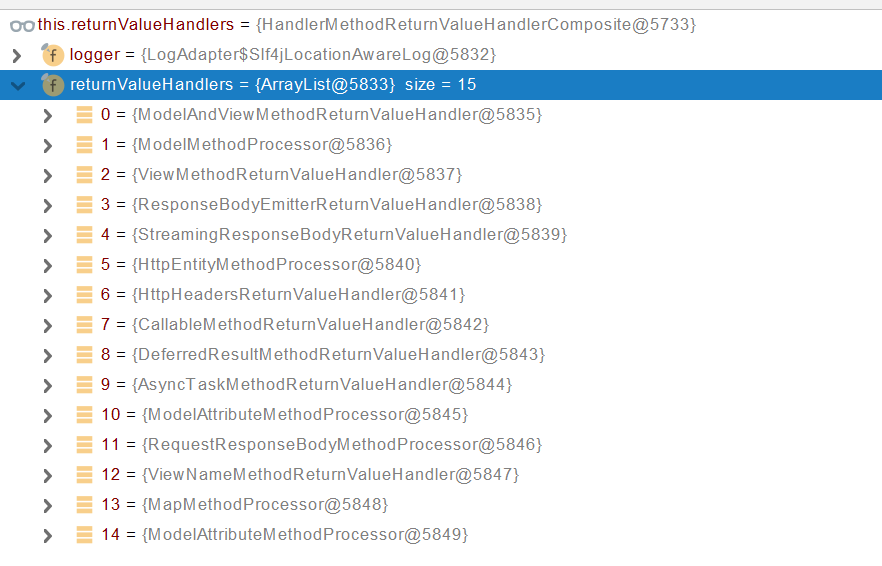 this.returnValueHandlers = {HandlerMethodReturnValueHandlerComposite@5733}
f logger = {LogAdapter$Slf4jLocationAwareLog@5832}
f returnValueHandlers = {ArrayList@5833} size = 15
0 = {ModelAndViewMethodReturnValueHandler@5835}
1 = {ModelMethodProcessor@5836}
2 = {ViewMethodReturnValueHandler@5837}
3 = {ResponseBodyEmitterReturnValueHandler@5838}
4 = {StreamingResponseBodyReturnValueHandler@5839}
5 = {HttpEntityMethodProcessor@5840}
6 = {HttpHeadersReturnValueHandler@5841}
7 = {CallableMethodReturnValueHandler@5842}
8 = {DeferredResultMethodReturnValueHandler@5843}
9 = {AsyncTaskMethodReturnValueHandler@5844}
10 = {ModelAttributeMethodProcessor@5845}
11 = {RequestResponseBodyMethodProcessor@5846}
12 = {ViewNameMethodReturnValueHandler@5847}
13 = {MapMethodProcessor@5848}
14 = {ModelAttributeMethodProcessor@5849}